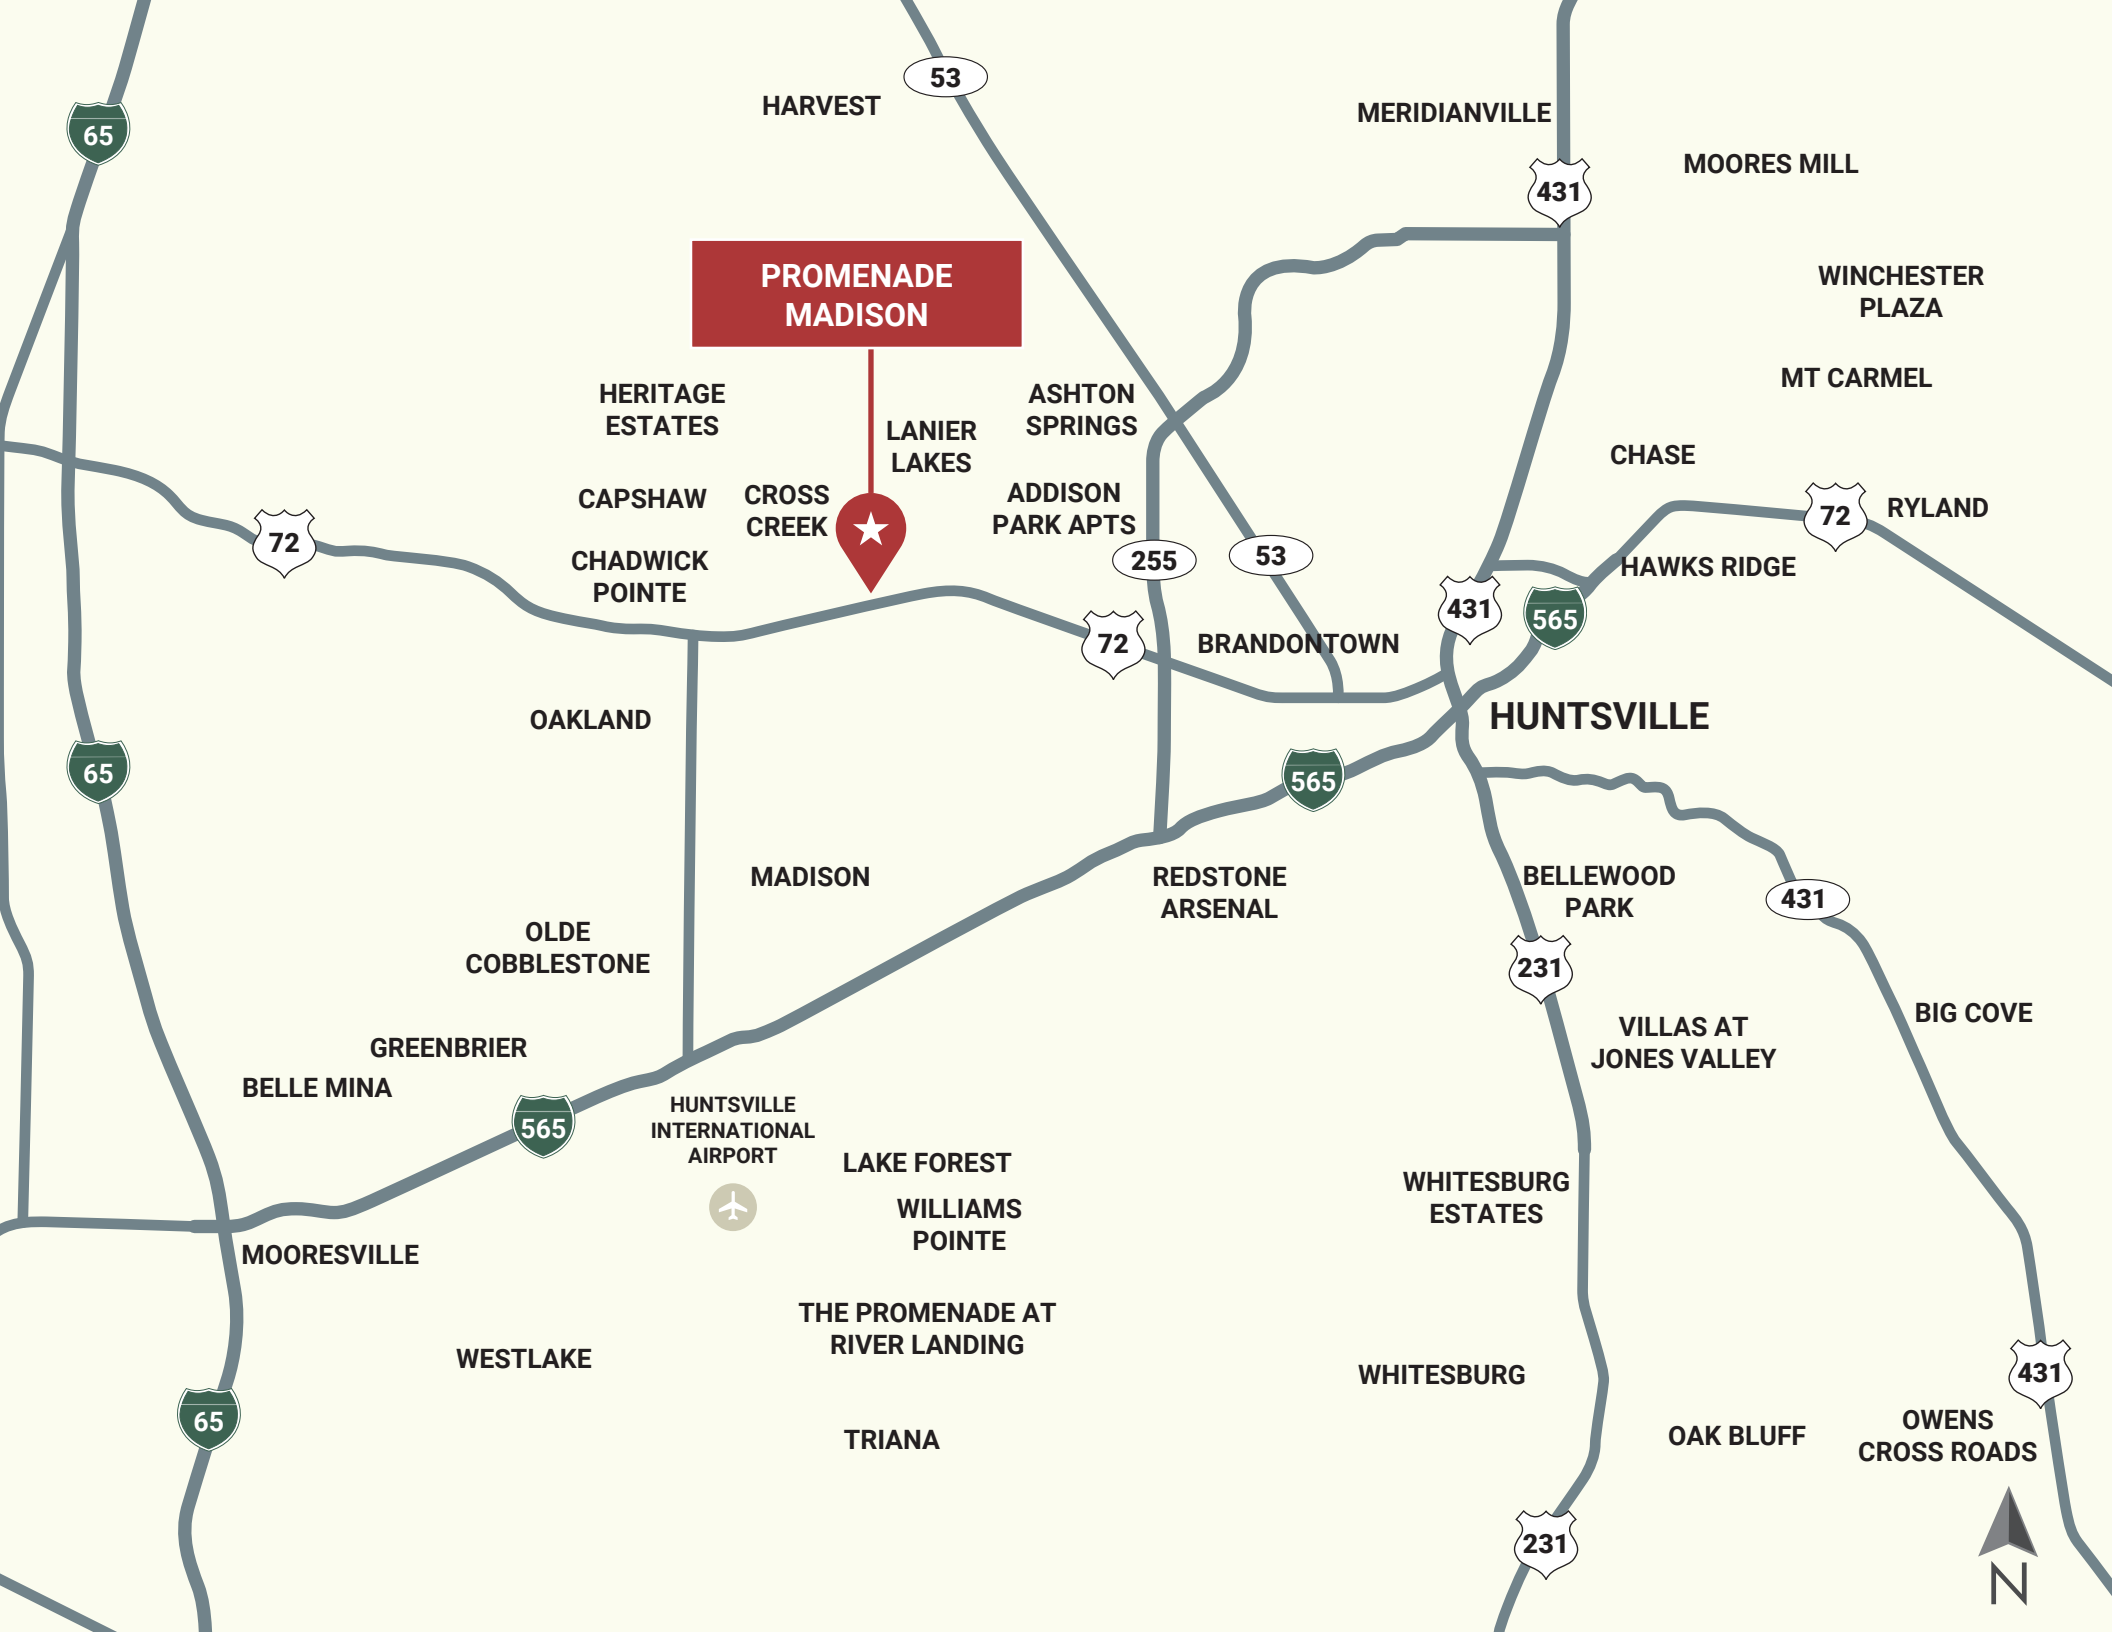 53
HARVEST
MERIDIANVILLE
65
MOORES MILL
431
PROMENADE
MADISON
WINCHESTER
PLAZA
HERITAGE
ESTATES
ASHTON
SPRINGS
MT CARMEL
LANIER
LAKES
CHASE
CAPSHAW
CROSS
CREEK
ADDISON
PARK APTS
72
RYLAND
72
CHADWICK
POINTE
255
53
HAWKS RIDGE
431
565
72
BRANDONTOWN
OAKLAND
HUNTSVILLE
65
565
MADISON
REDSTONE
ARSENAL
BELLEWOOD
PARK
431
OLDE
COBBLESTONE
231
BIG COVE
VILLAS AT
JONES VALLEY
GREENBRIER
BELLE MINA
565
HUNTSVILLE
INTERNATIONAL
AIRPORT
LAKE FOREST
WILLIAMS
POINTE
WHITESBURG
ESTATES
MOORESVILLE
THE PROMENADE AT
RIVER LANDING
WESTLAKE
WHITESBURG
431
65
TRIANA
OAK BLUFF
OWENS
CROSS ROADS
231
N